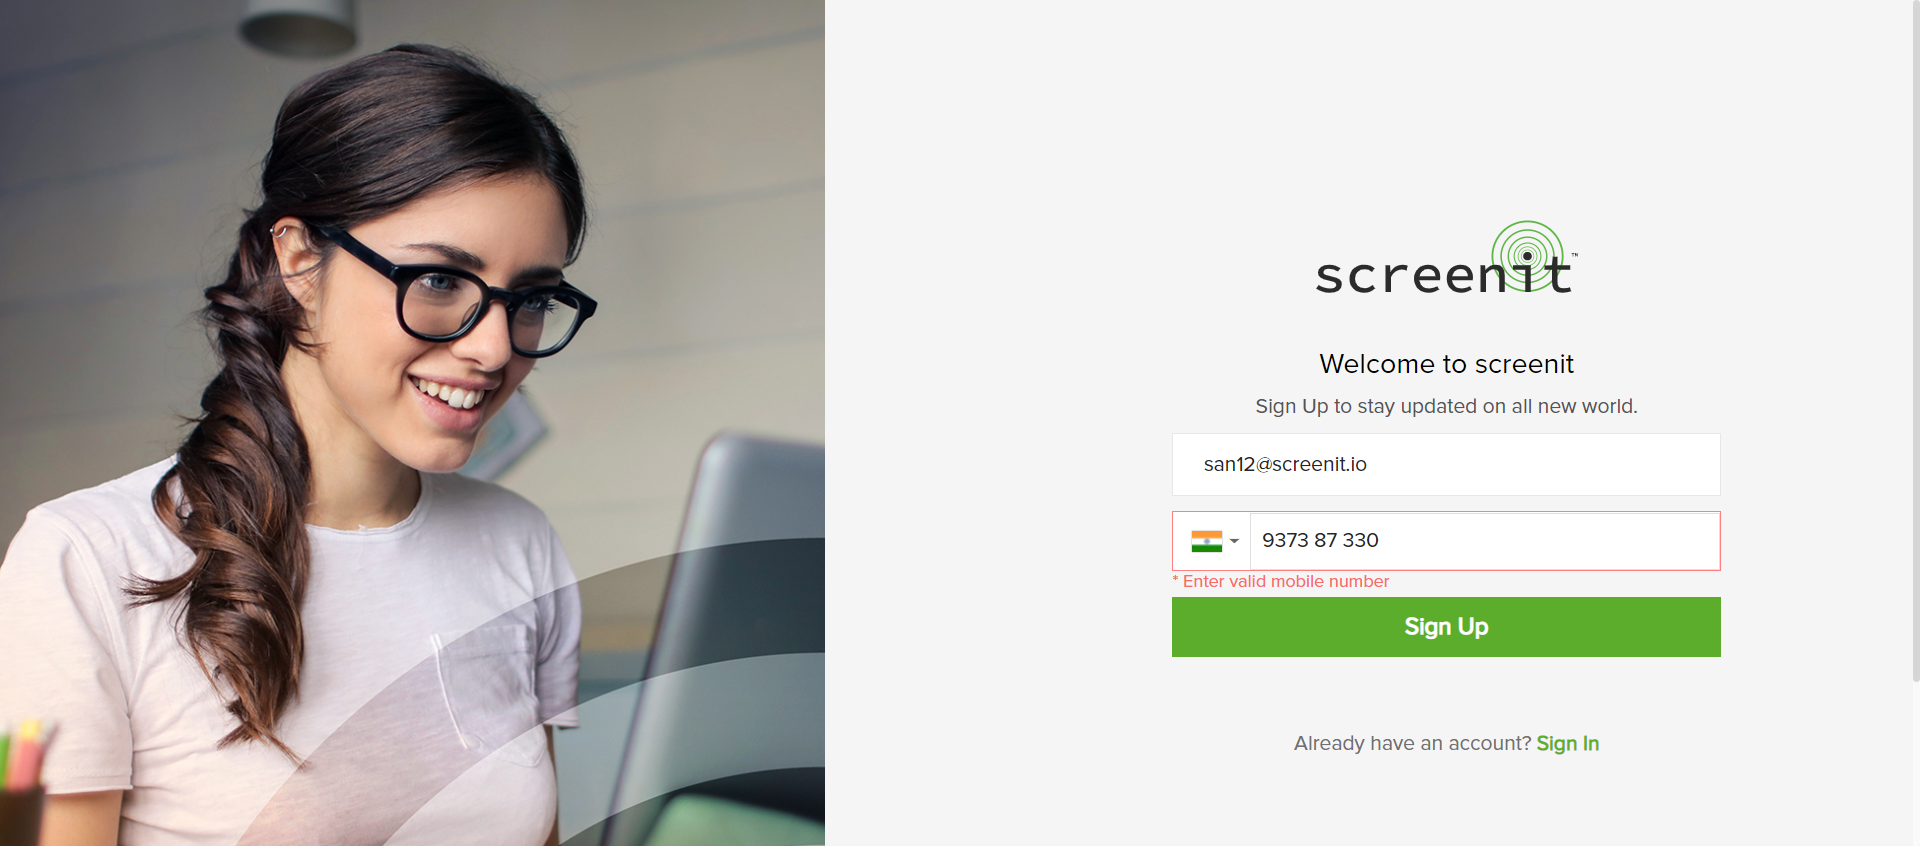 screenit™
Welcome to screenit
Sign Up to stay updated on all new world.
san12@screenit.io
9373 87 330
* Enter valid mobile number
Sign Up
Already have an account? Sign In